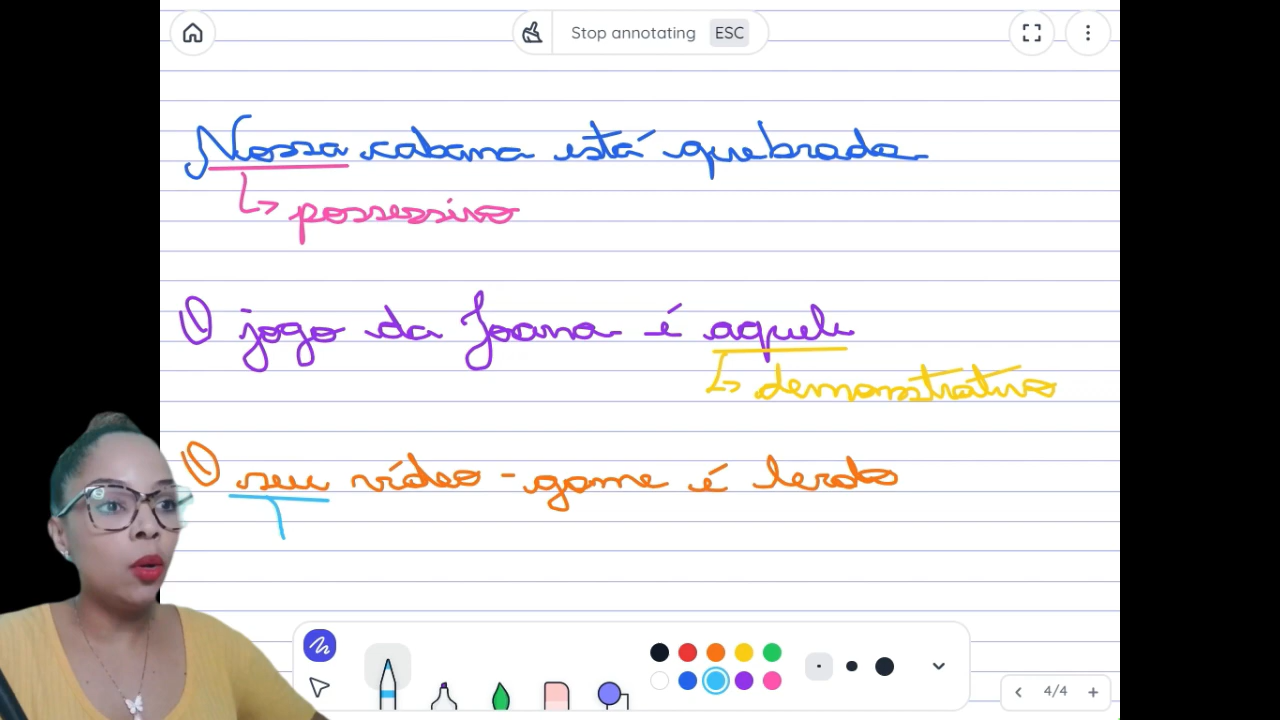 Stop annotating ESC
Nossa cabana está quebrada
possessivo
O jogo da Joana é aquele
demonstrativo
O seu vídeo-game é lerdo
4/4